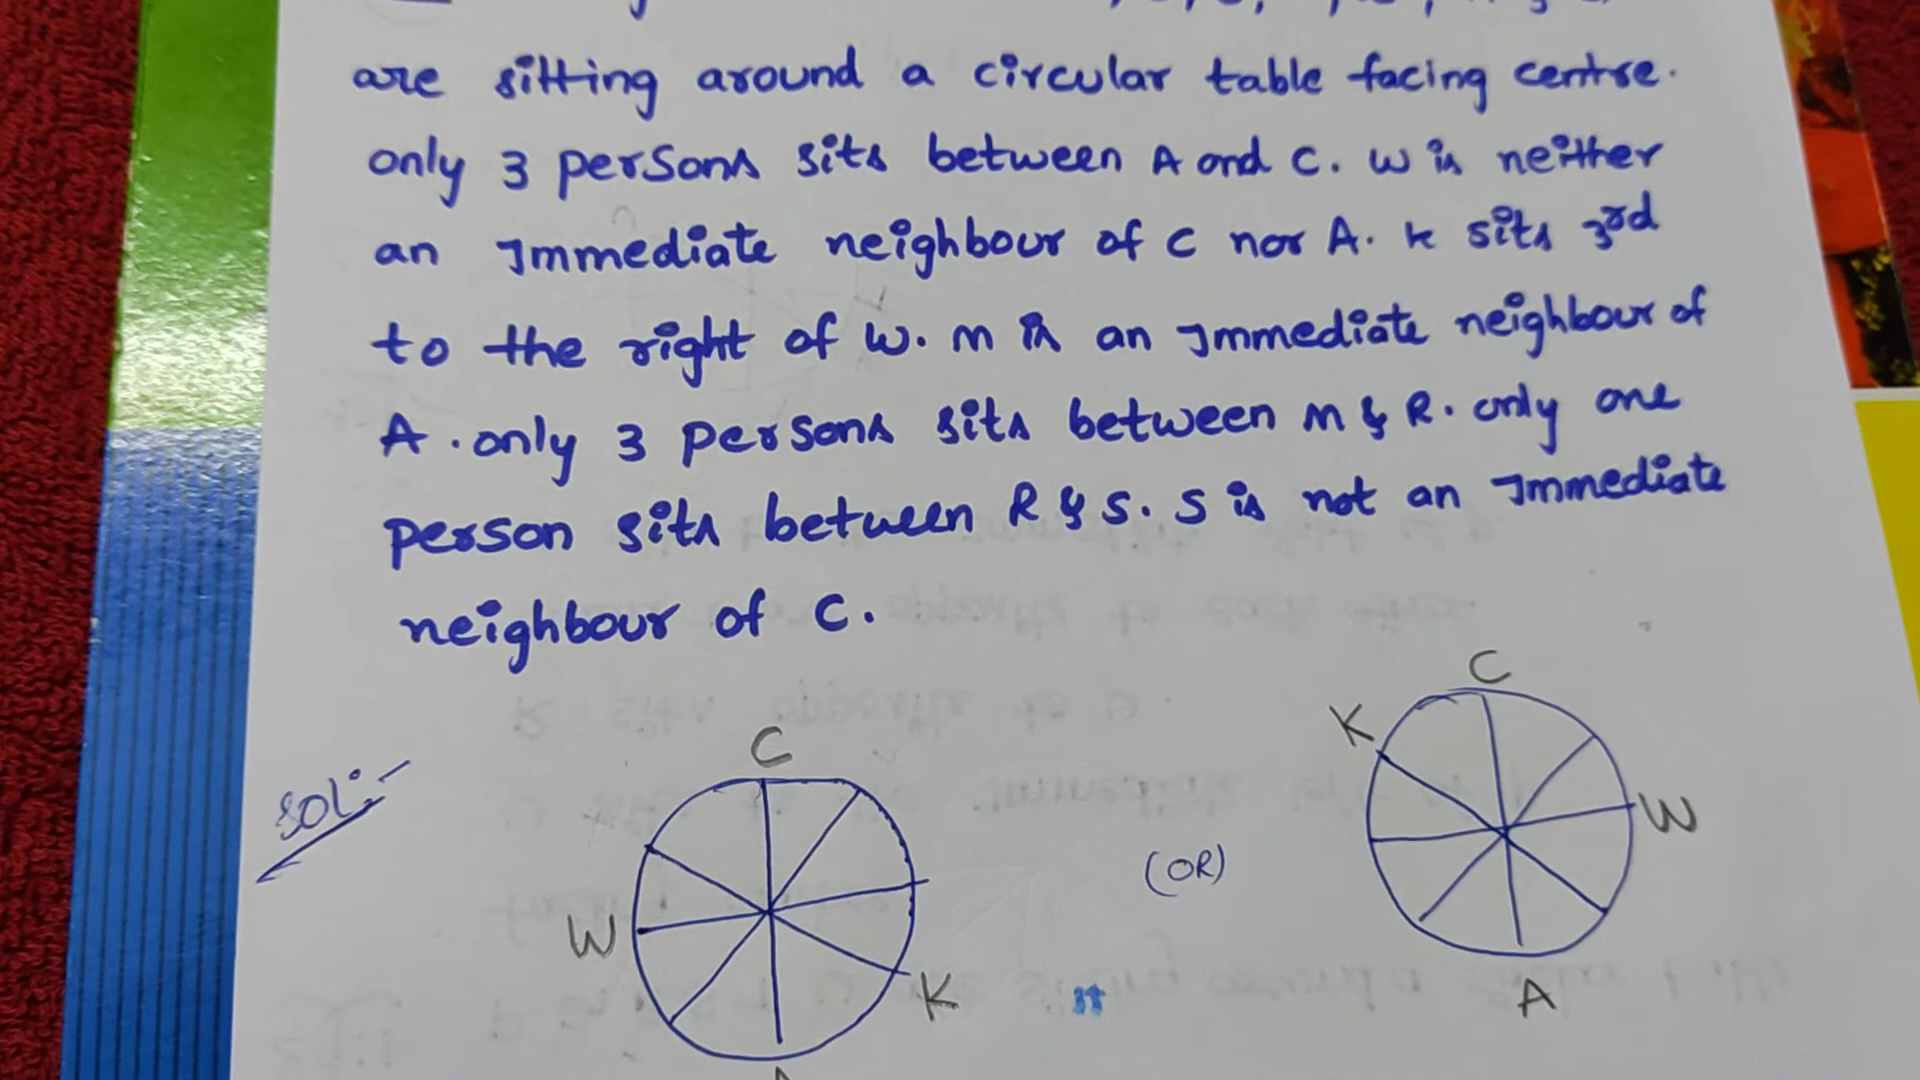 are sitting around a circular table facing centre.
only 3 persons sits between A and C. W is neither
an Immediate neighbour of C nor A. K sits 3rd
to the right of W. M is an Immediate neighbour of
A. only 3 persons sits between M & R. only one
person sits between R & S. S is not an Immediate
neighbour of C.
C
C
K
SOL:-
W
(OR)
W
K
A